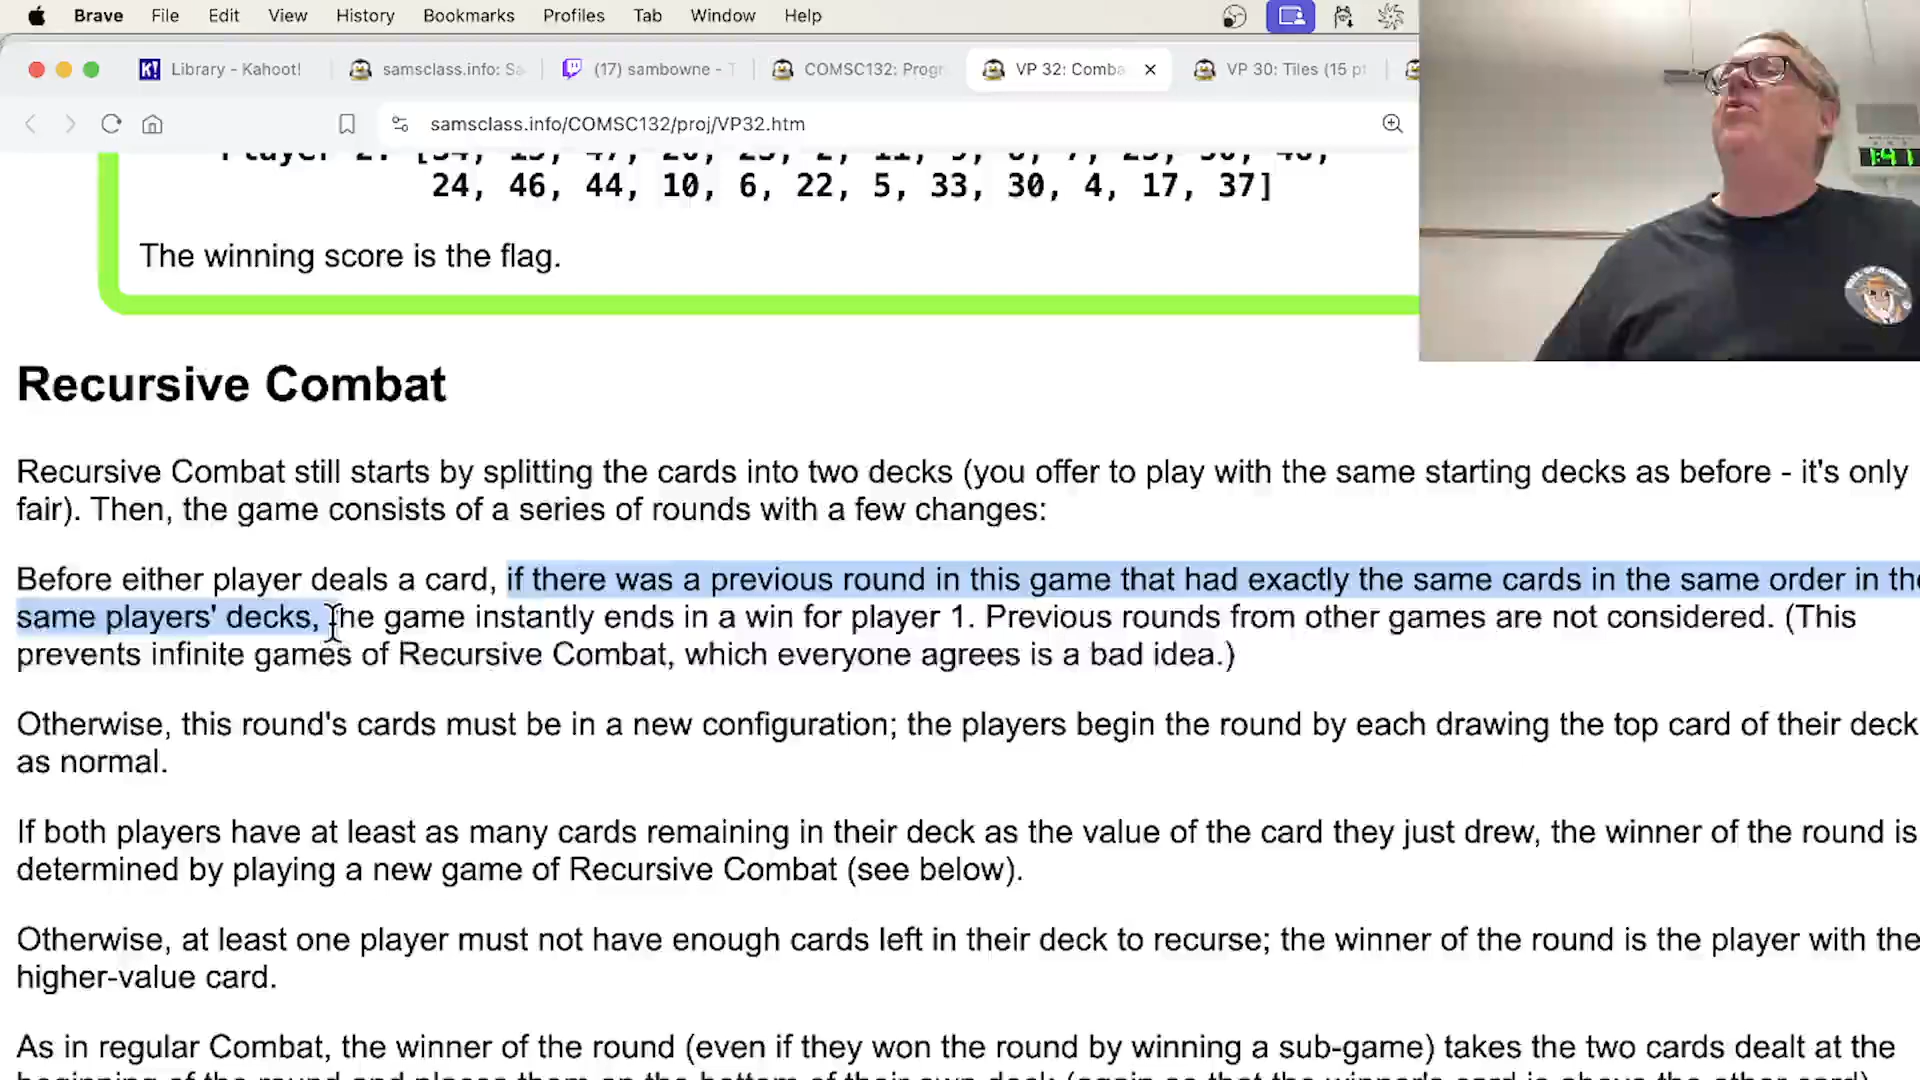 Brave File Edit View History Bookmarks Profiles Tab Window Help
Library - Kahoot! samsclass.info: Sa (17) sambowne - T COMSC132: Progr VP 32: Comba VP 30: Tiles (15 pt
samsclass.info/COMSC132/proj/VP32.htm
24, 46, 44, 10, 6, 22, 5, 33, 30, 4, 17, 37]
The winning score is the flag.
Recursive Combat
Recursive Combat still starts by splitting the cards into two decks (you offer to play with the same starting decks as before - it's only
fair). Then, the game consists of a series of rounds with a few changes:
Before either player deals a card, if there was a previous round in this game that had exactly the same cards in the same order in the
same players' decks, the game instantly ends in a win for player 1. Previous rounds from other games are not considered. (This
prevents infinite games of Recursive Combat, which everyone agrees is a bad idea.)
Otherwise, this round's cards must be in a new configuration; the players begin the round by each drawing the top card of their deck
as normal.
If both players have at least as many cards remaining in their deck as the value of the card they just drew, the winner of the round is
determined by playing a new game of Recursive Combat (see below).
Otherwise, at least one player must not have enough cards left in their deck to recurse; the winner of the round is the player with the
higher-value card.
As in regular Combat, the winner of the round (even if they won the round by winning a sub-game) takes the two cards dealt at the
1:41